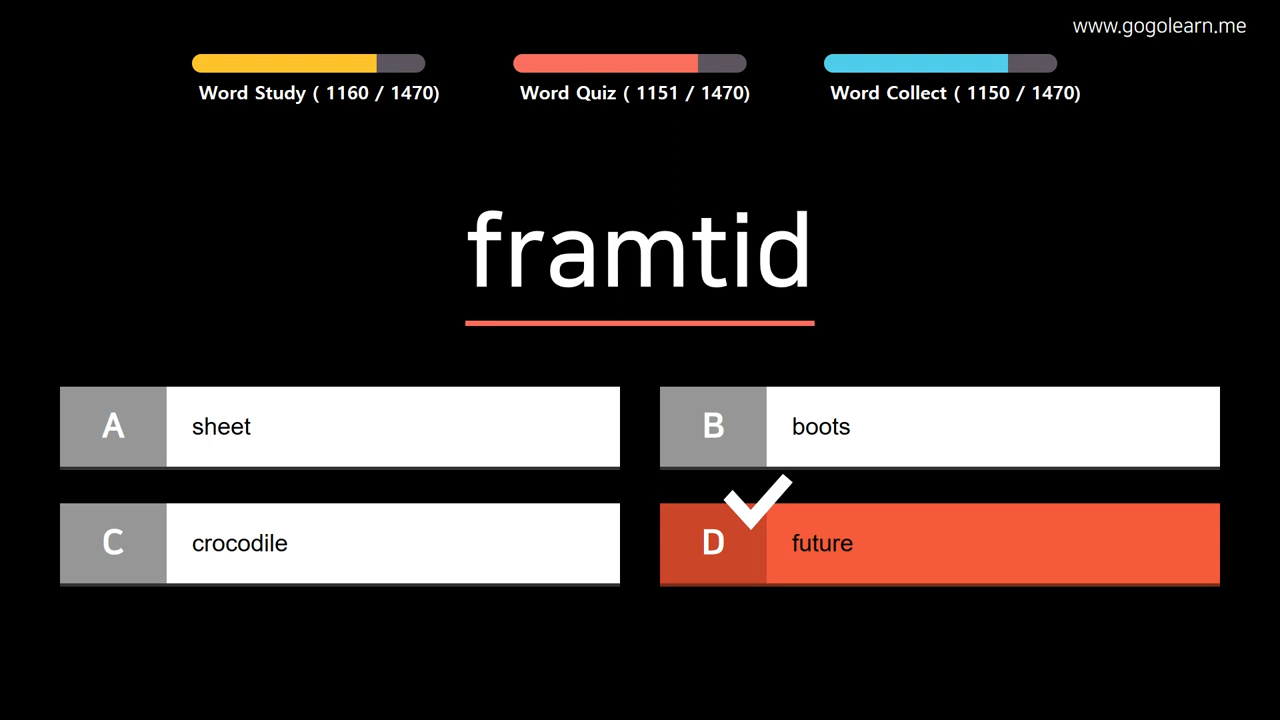 www.gogolearn.me
Word Study ( 1160 / 1470)
Word Quiz ( 1151 / 1470)
Word Collect ( 1150 / 1470)
framtid
A sheet
B boots
C crocodile
D future